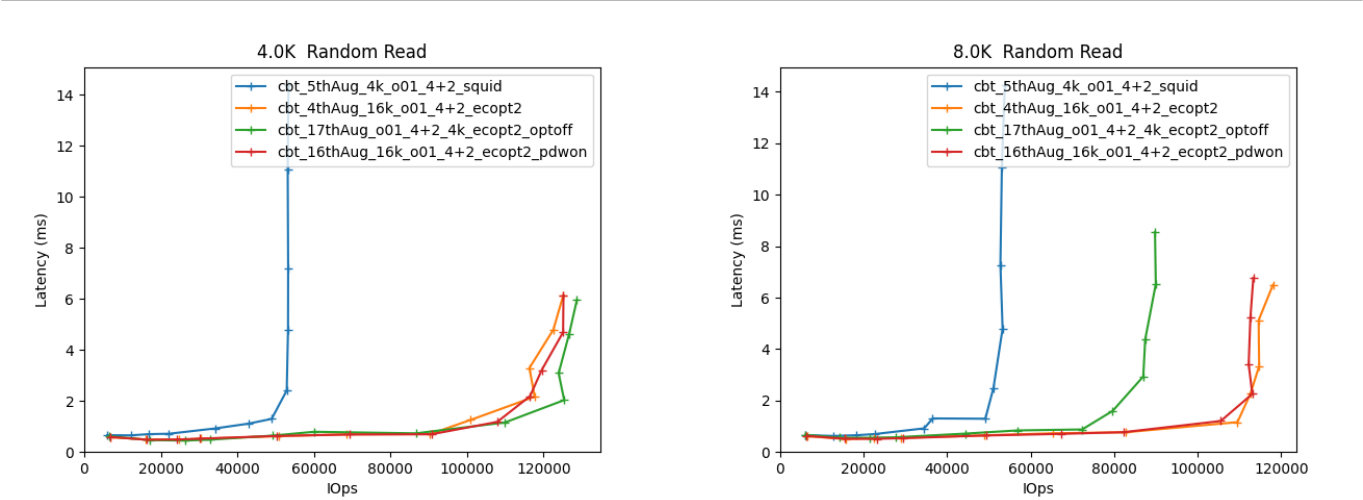 4.0K  Random Read
14
12
10
8
6
4
2
0
Latency (ms)
cbt_5thAug_4k_o01_4+2_squid
cbt_4thAug_16k_o01_4+2_ecopt2
cbt_17thAug_o01_4+2_4k_ecopt2_optoff
cbt_16thAug_16k_o01_4+2_ecopt2_pdwon
0 20000 40000 60000 80000 100000 120000
IOps
8.0K  Random Read
14
12
10
8
6
4
2
0
Latency (ms)
cbt_5thAug_4k_o01_4+2_squid
cbt_4thAug_16k_o01_4+2_ecopt2
cbt_17thAug_o01_4+2_4k_ecopt2_optoff
cbt_16thAug_16k_o01_4+2_ecopt2_pdwon
0 20000 40000 60000 80000 100000 120000
IOps